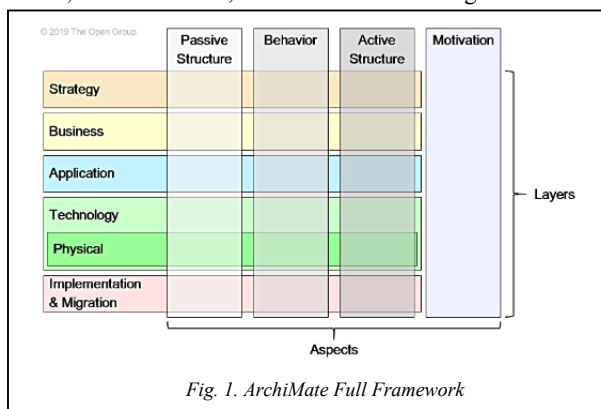 © 2019 The Open Group
Passive
Structure
Behavior
Active
Structure
Motivation
Strategy
Business
Application
Technology
Physical
Implementation
& Migration
Layers
Aspects
Fig. 1. ArchiMate Full Framework